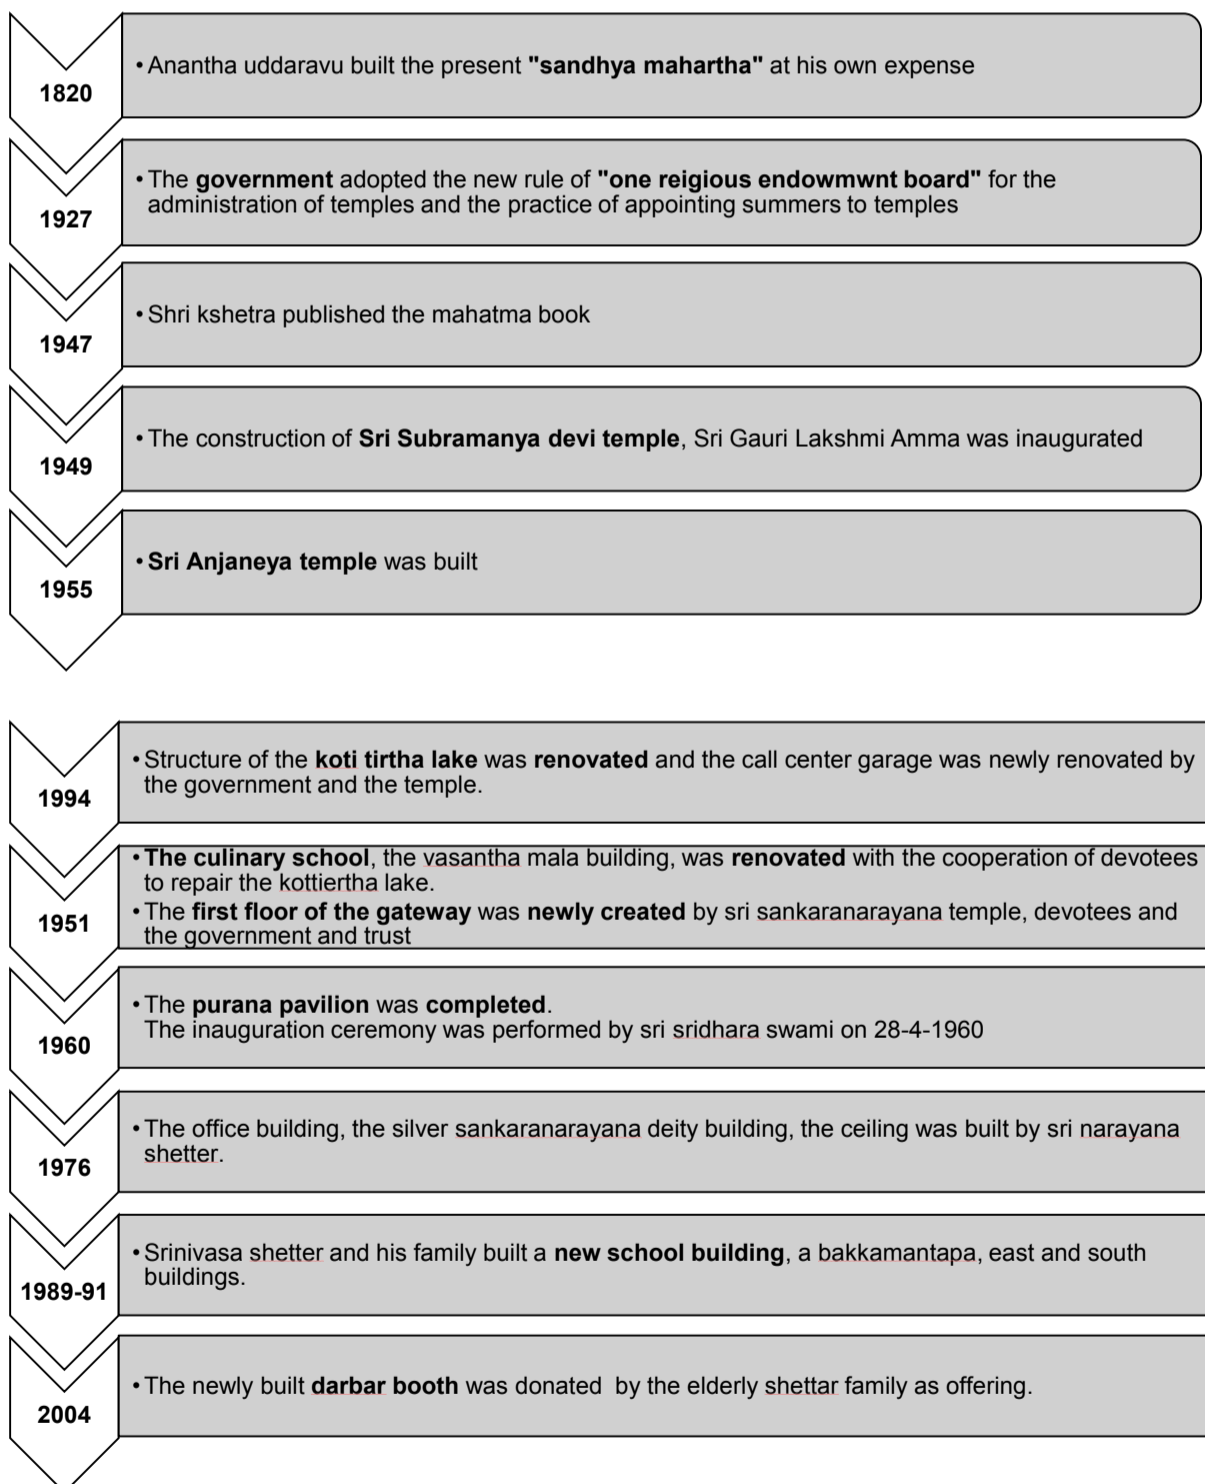 1820
• Anantha uddaravu built the present "sandhya mahartha" at his own expense
1927
• The government adopted the new rule of "one reigious endowmwnt board" for the
administration of temples and the practice of appointing summers to temples
1947
• Shri kshetra published the mahatma book
1949
• The construction of Sri Subramanya devi temple, Sri Gauri Lakshmi Amma was inaugurated
1955
• Sri Anjaneya temple was built
1994
• Structure of the koti tirtha lake was renovated and the call center garage was newly renovated by
the government and the temple.
1951
• The culinary school, the vasantha mala building, was renovated with the cooperation of devotees
to repair the kottiertha lake.
• The first floor of the gateway was newly created by sri sankaranarayana temple, devotees and
the government and trust
1960
• The purana pavilion was completed.
The inauguration ceremony was performed by sri sridhara swami on 28-4-1960
1976
• The office building, the silver sankaranarayana deity building, the ceiling was built by sri narayana
shetter.
1989-91
• Srinivasa shetter and his family built a new school building, a bakkamantapa, east and south
buildings.
2004
• The newly built darbar booth was donated  by the elderly shettar family as offering.